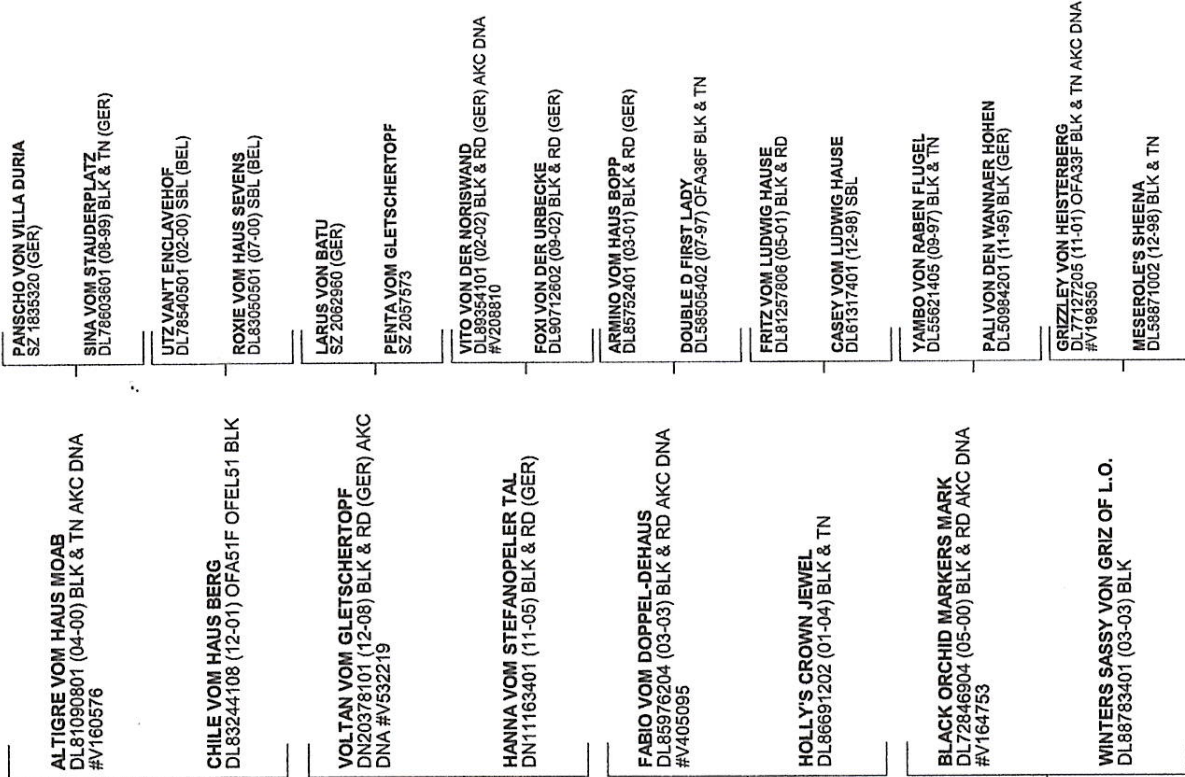 ALTIGRE VOM HAUS MOAB
DL81090801 (04-00) BLK & TN AKC DNA
#V160576
CHILE VOM HAUS BERG
DL83244108 (12-01) OFA51F OFEL51 BLK
VOLTAN VOM GLETSCHERTOPF
DN20378101 (12-08) BLK & RD (GER) AKC
DNA #V532219
HANNA VOM STEFANOPELER TAL
DN11163401 (11-05) BLK & RD (GER)
FABIO VOM DOPPEL-DEHAUS
DL85976204 (03-03) BLK & RD AKC DNA
#V405095
HOLLY'S CROWN JEWEL
DL86691202 (01-04) BLK & TN
BLACK ORCHID MARKERS MARK
DL72846904 (05-00) BLK & RD AKC DNA
#V164753
WINTERS SASSY VON GRIZ OF L.O.
DL88783401 (03-03) BLK
PANSCHO VON VILLA DURIA
SZ 1835320 (GER)
SINA VOM STAUDERPLATZ
DL78603601 (08-99) BLK & TN (GER)
UTZ VAN'T ENCLAVEHOF
DL78540501 (02-00) SBL (BEL)
ROXIE VOM HAUS SEVENS
DL83050501 (07-00) SBL (BEL)
LARUS VON BATU
SZ 2062960 (GER)
PENTA VOM GLETSCHERTOPF
SZ 2057573
VITO VON DER NORISWAND
DL89354101 (02-02) BLK & RD (GER) AKC DNA
#V208810
FOXI VON DER URBECKE
DL90712602 (09-02) BLK & RD (GER)
ARMINO VOM HAUS BOPP
DL85752401 (03-01) BLK & RD (GER)
DOUBLE D FIRST LADY
DL58505402 (07-97) OFA36F BLK & TN
FRITZ VOM LUDWIG HAUSE
DL81257806 (05-01) BLK & RD
CASEY VOM LUDWIG HAUSE
DL61317401 (12-98) SBL
YAMBO VON RABEN FLUGEL
DL55621405 (09-97) BLK & TN
PALI VON DEN WANNAER HOHEN
DL50984201 (11-95) BLK (GER)
GRIZZLEY VON HEISTERBERG
DL77127205 (11-01) OFA33F BLK & TN AKC DNA
#V198350
MESEROLE'S SHEENA
DL58871002 (12-98) BLK & TN